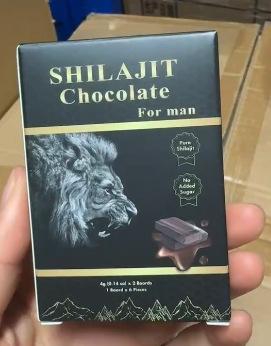 SHILAJIT
Chocolate
For man
Pure
Shilajit
No
Added
Sugar
4g (0.14 oz) x 2 Boards
1 Board x 6 Pieces